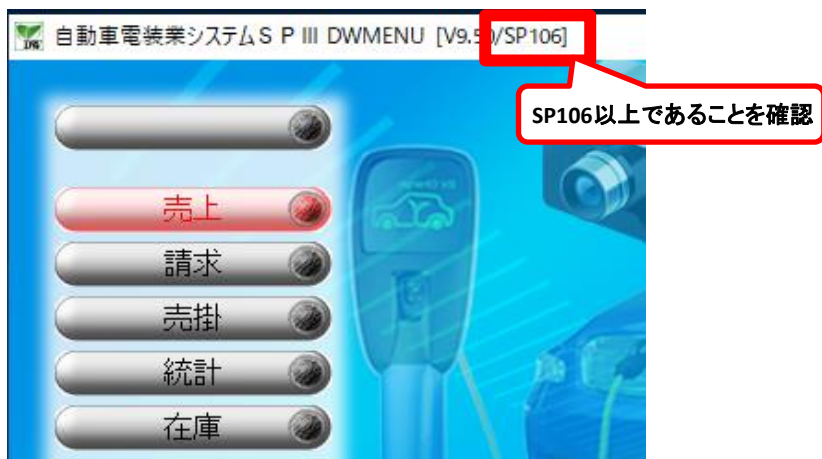 自動車電装業システムＳＰⅢ DWMENU [V9.50/SP106]
SP106以上であることを確認
売上
請求
売掛
統計
在庫